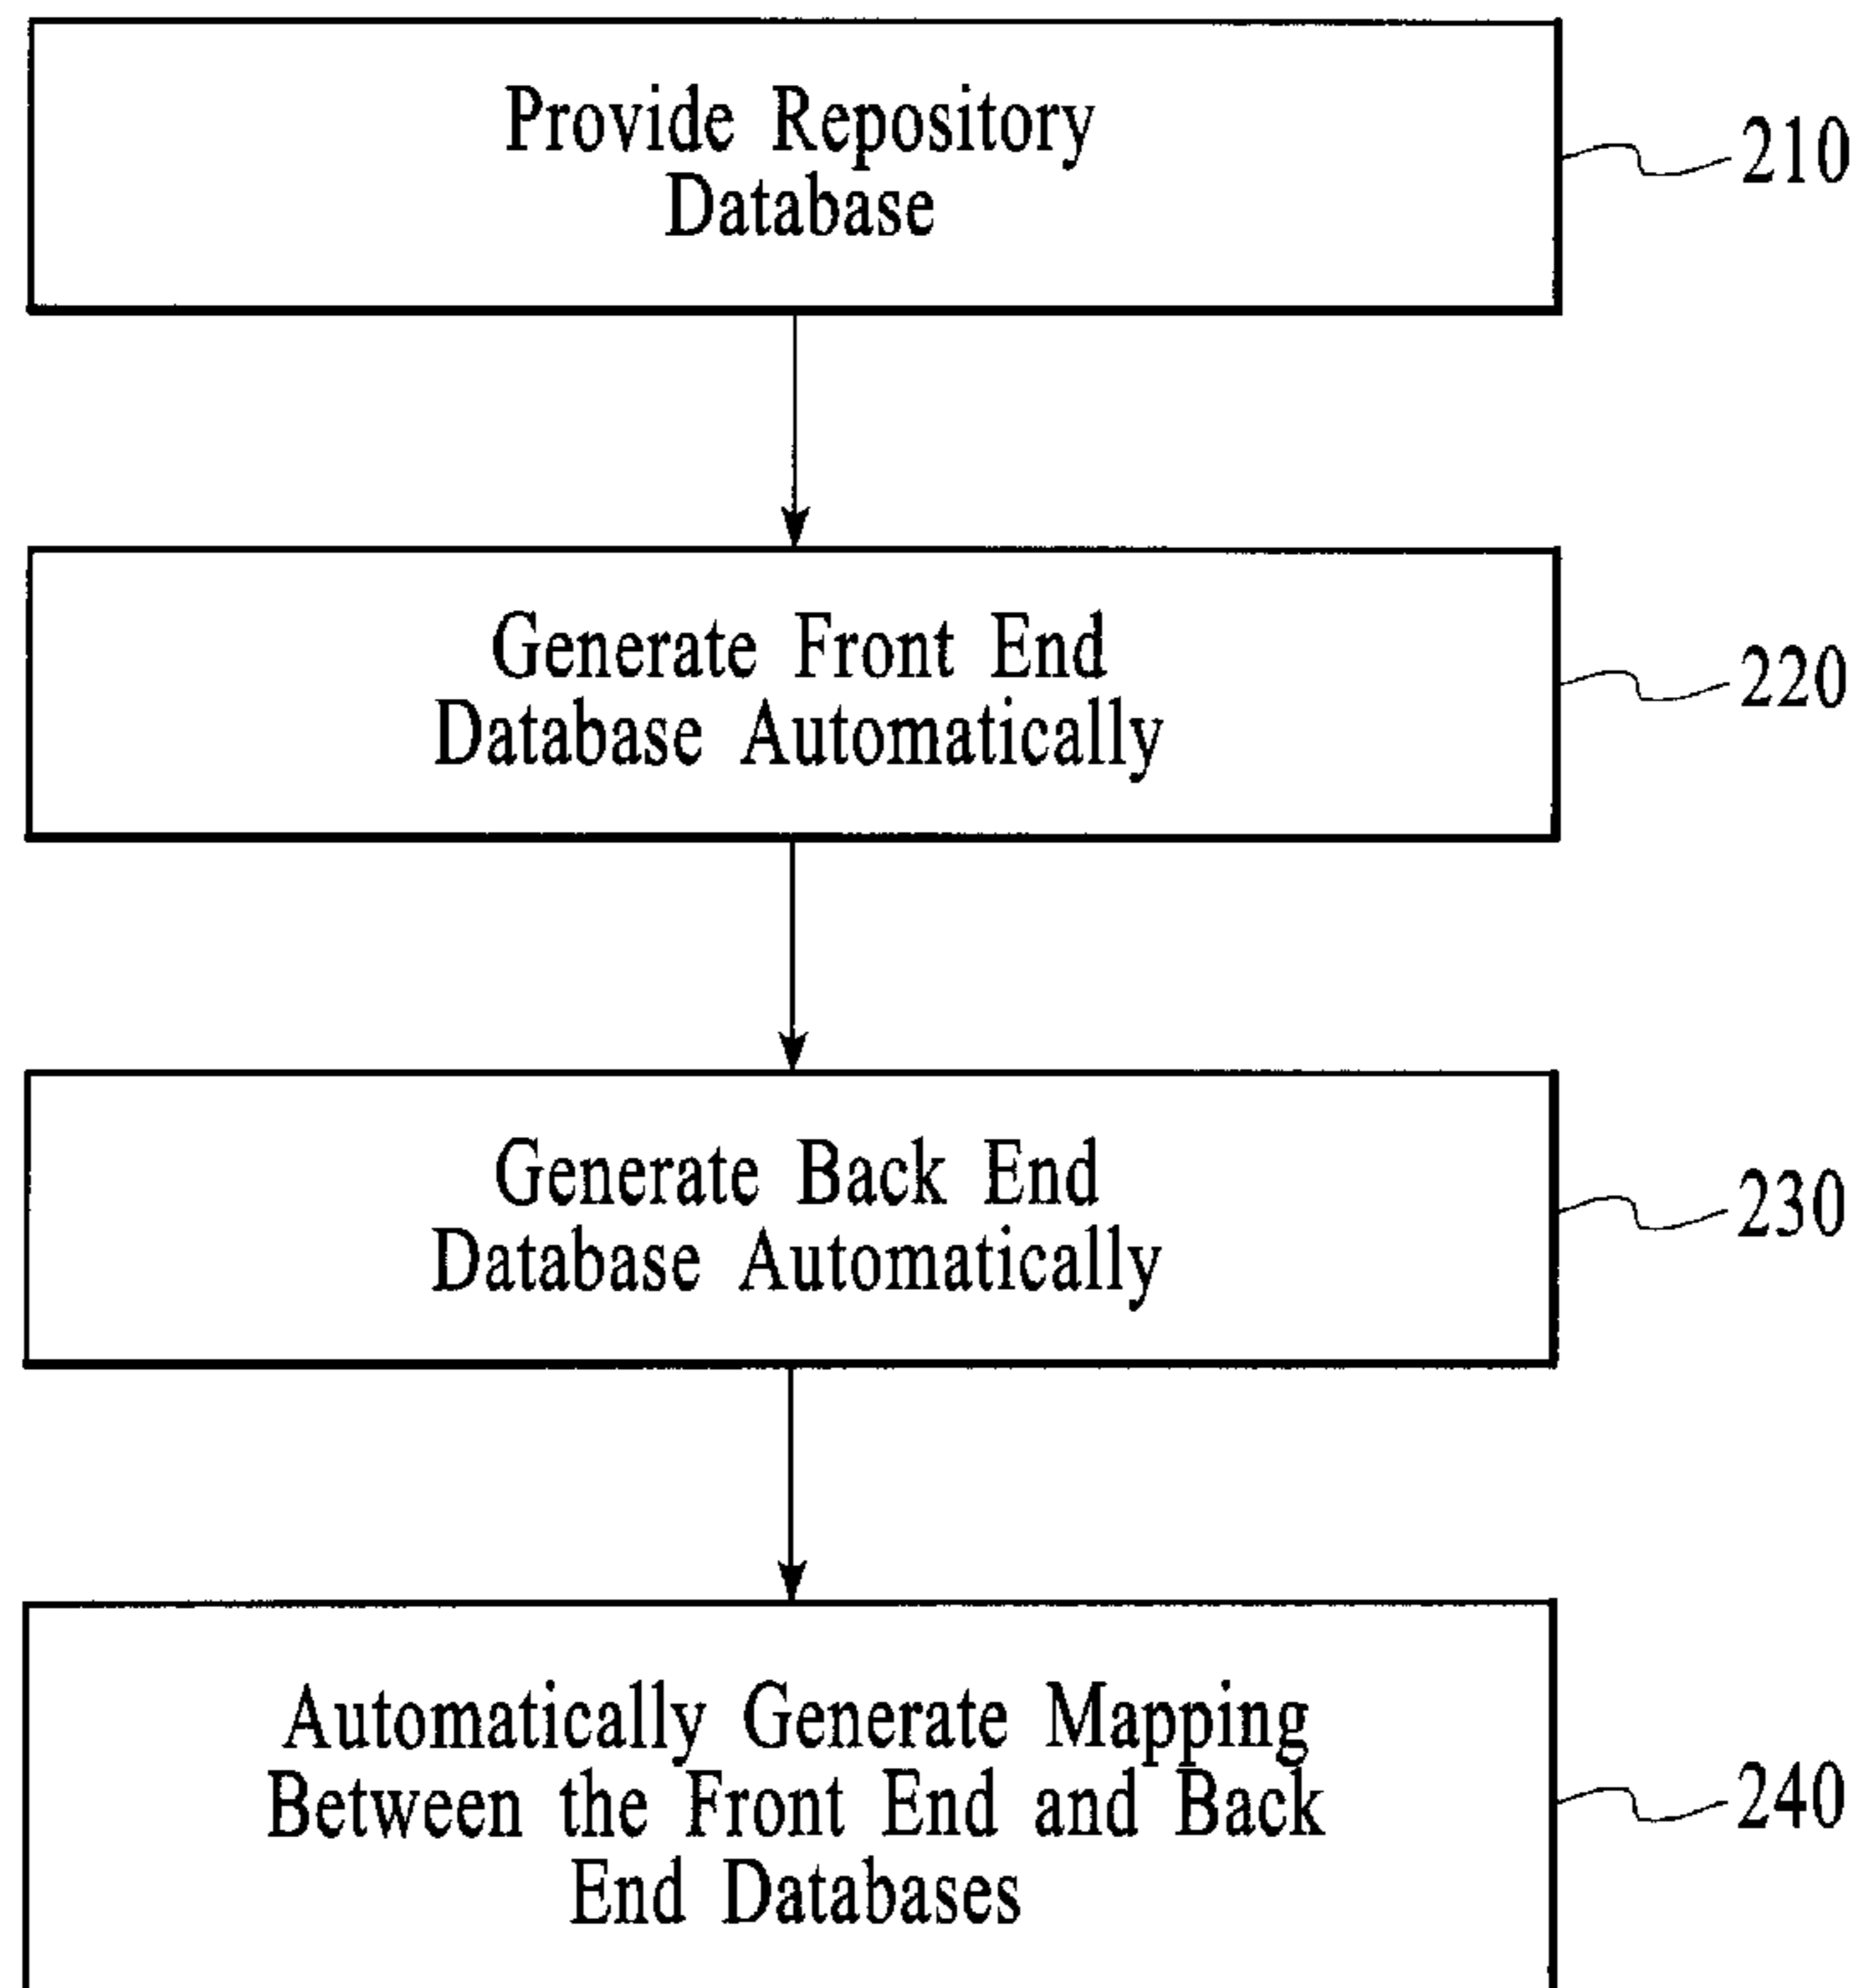 Provide Repository
Database
210
Generate Front End
Database Automatically
220
Generate Back End
Database Automatically
230
Automatically Generate Mapping
Between the Front End and Back
End Databases
240